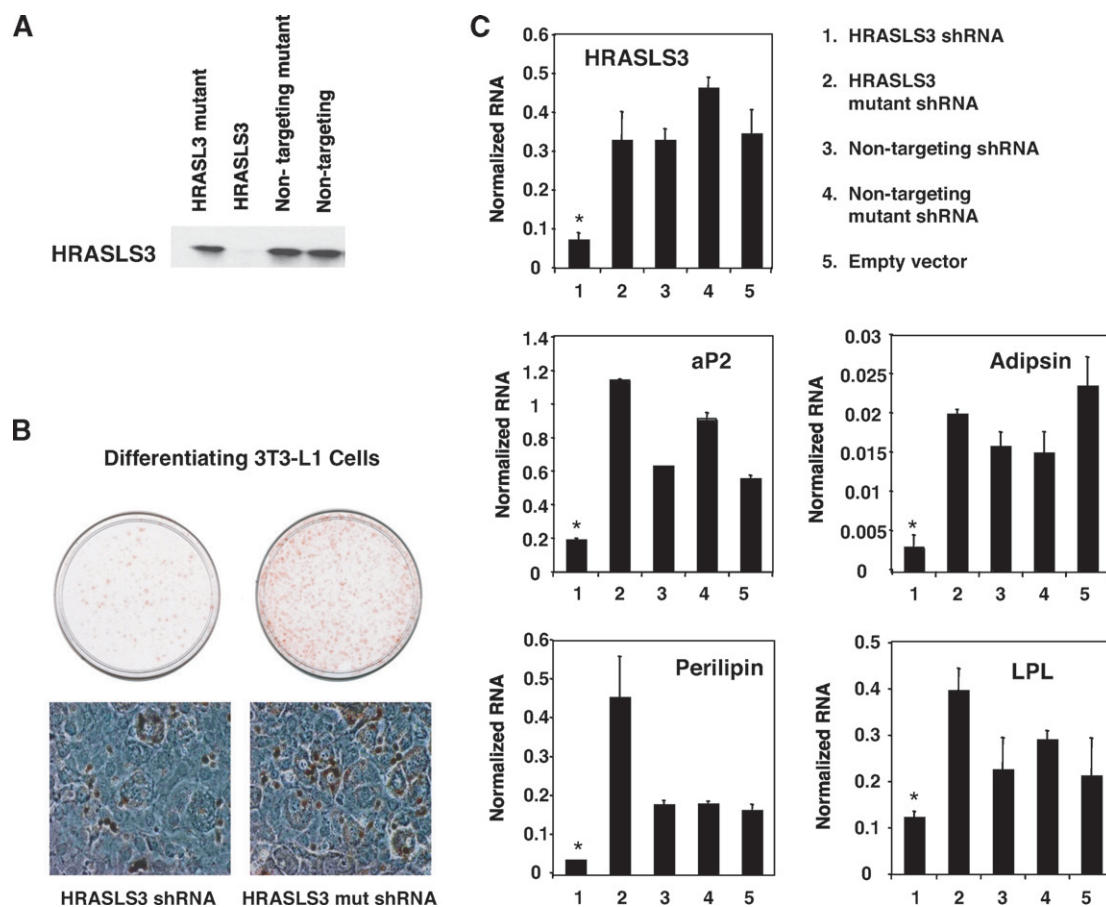 A
HRASL3 mutant
HRASLS3
Non- targeting mutant
Non-targeting
HRASLS3
B
Differentiating 3T3-L1 Cells
HRASLS3 shRNA
HRASLS3 mut shRNA
C
HRASLS3
Normalized RNA
0.6
0.5
0.4
0.3
0.2
0.1
0
*
1 2 3 4 5
1. HRASLS3 shRNA
2. HRASLS3
mutant shRNA
3. Non-targeting shRNA
4. Non-targeting
mutant shRNA
5. Empty vector
aP2
Normalized RNA
1.4
1.2
1
0.8
0.6
0.4
0.2
0
*
1 2 3 4 5
Adipsin
Normalized RNA
0.03
0.025
0.02
0.015
0.01
0.005
0
*
1 2 3 4 5
Perilipin
Normalized RNA
0.6
0.5
0.4
0.3
0.2
0.1
0
*
1 2 3 4 5
LPL
Normalized RNA
0.5
0.4
0.3
0.2
0.1
0
*
1 2 3 4 5